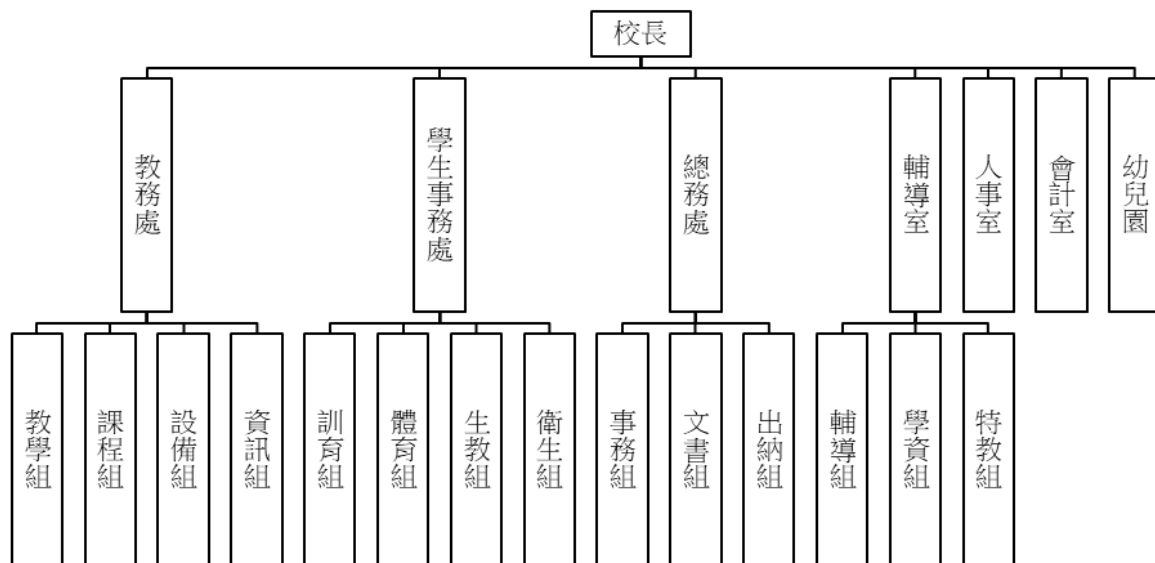 校長
教務處
學生事務處
總務處
輔導室
人事室
會計室
幼兒園
教學組
課程組
設備組
資訊組
訓育組
體育組
生教組
衛生組
事務組
文書組
出納組
輔導組
學資組
特教組